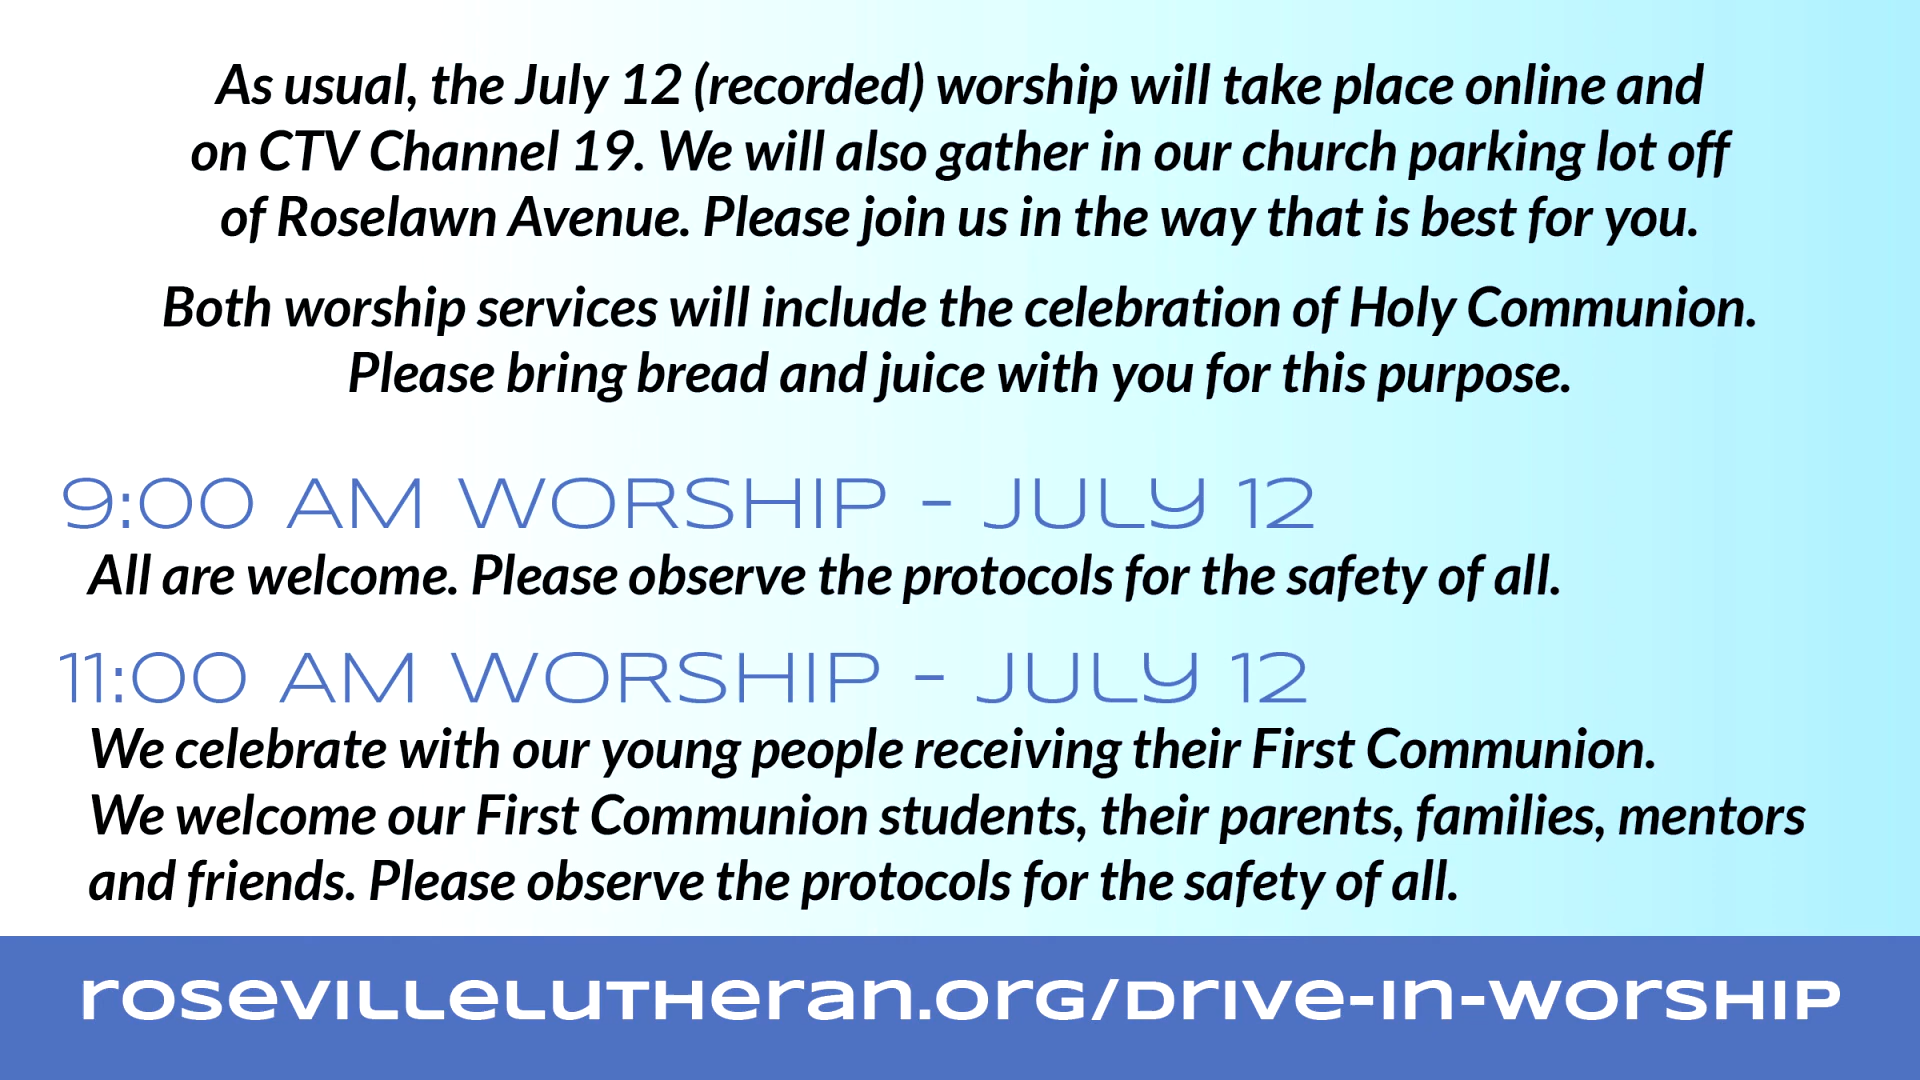 As usual, the July 12 (recorded) worship will take place online and
on CTV Channel 19. We will also gather in our church parking lot off
of Roselawn Avenue. Please join us in the way that is best for you.
Both worship services will include the celebration of Holy Communion.
Please bring bread and juice with you for this purpose.
9:00 AM WORSHIP - JULY 12
All are welcome. Please observe the protocols for the safety of all.
11:00 AM WORSHIP - JULY 12
We celebrate with our young people receiving their First Communion.
We welcome our First Communion students, their parents, families, mentors
and friends. Please observe the protocols for the safety of all.
rosevillelutheran.org/drive-in-worship